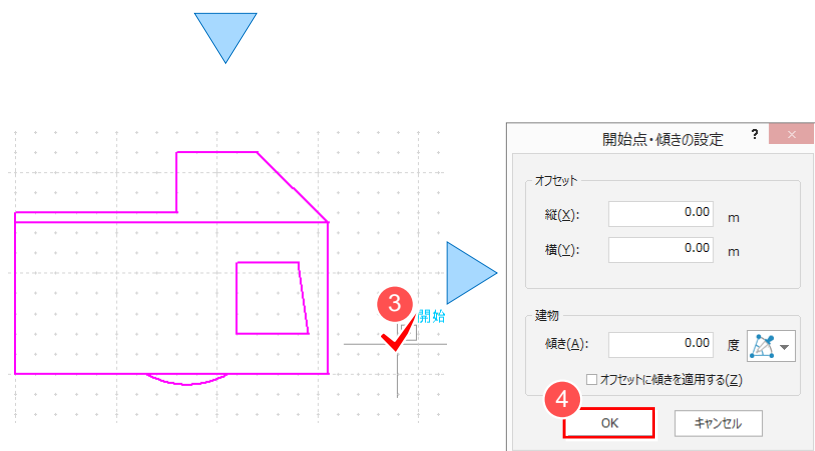 3
開始
開始点・傾きの設定 ? ×
オフセット
縦(X): 0.00 m
横(Y): 0.00 m
建物
傾き(A): 0.00 度
オフセットに傾きを適用する(Z)
4
OK キャンセル